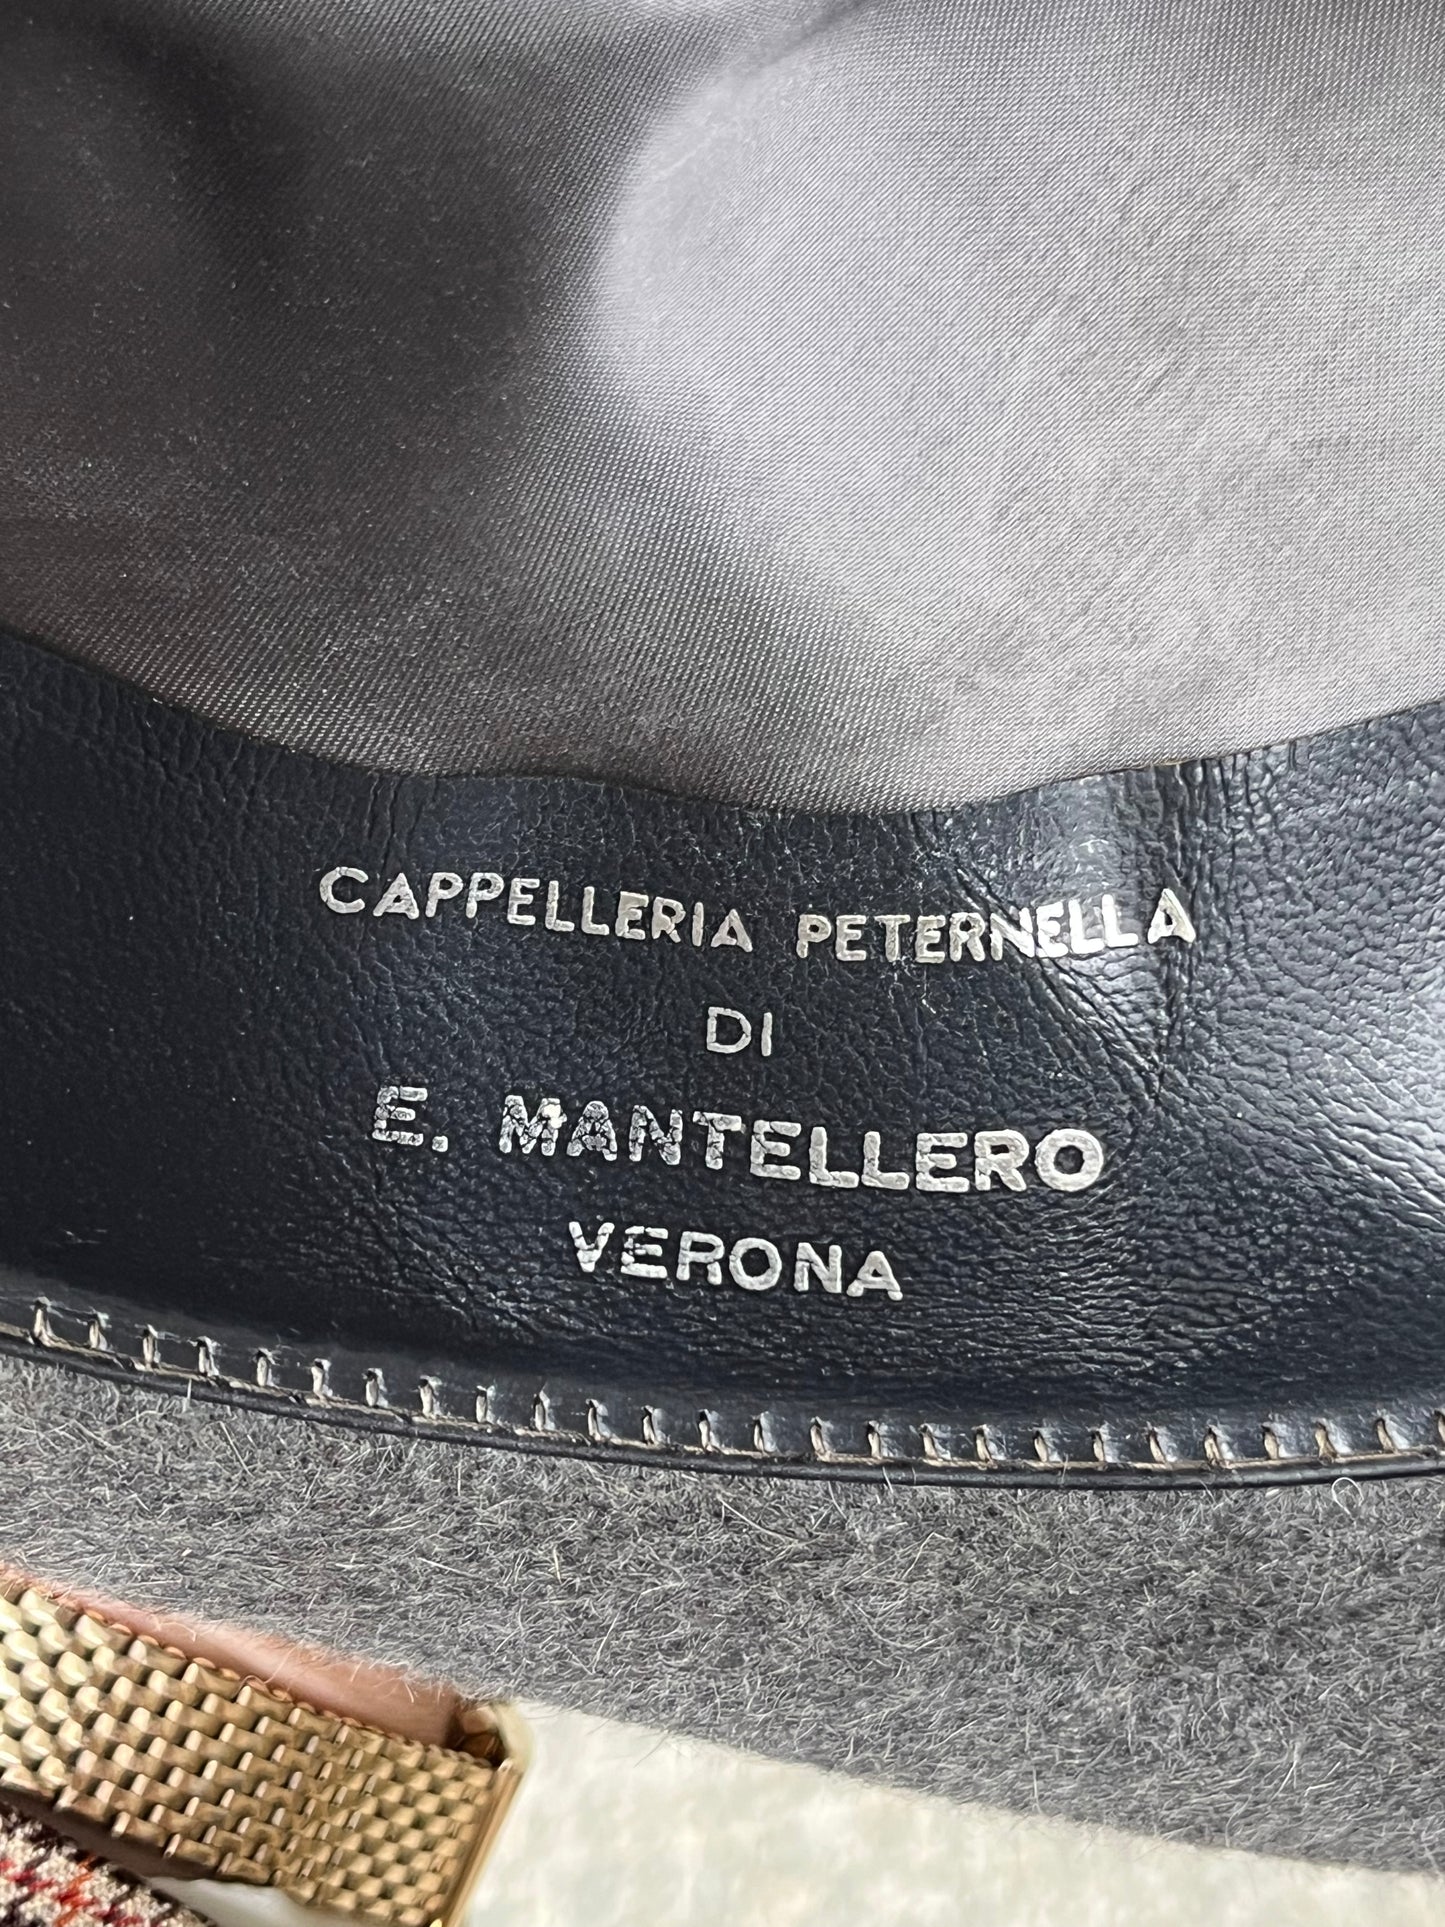 CAPPELLERIA PETERNELLA
DI
E. MANTELLERO
VERONA